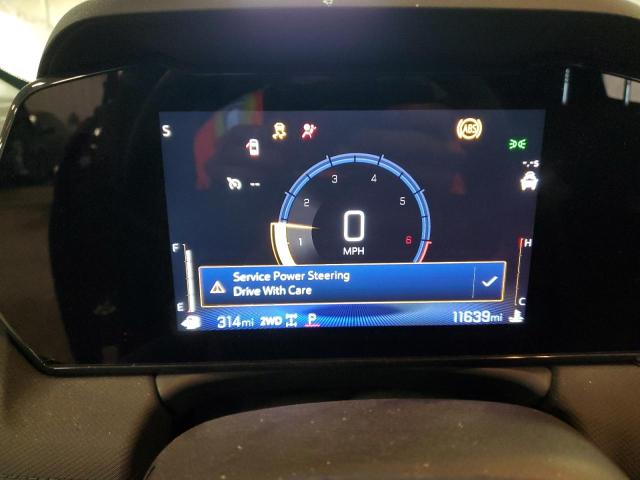 S
ABS
--
-.-s
3 4
2 5
1 0 6
MPH
F
H
Service Power Steering
Drive With Care
E
C
314mi 2WD P 11639mi